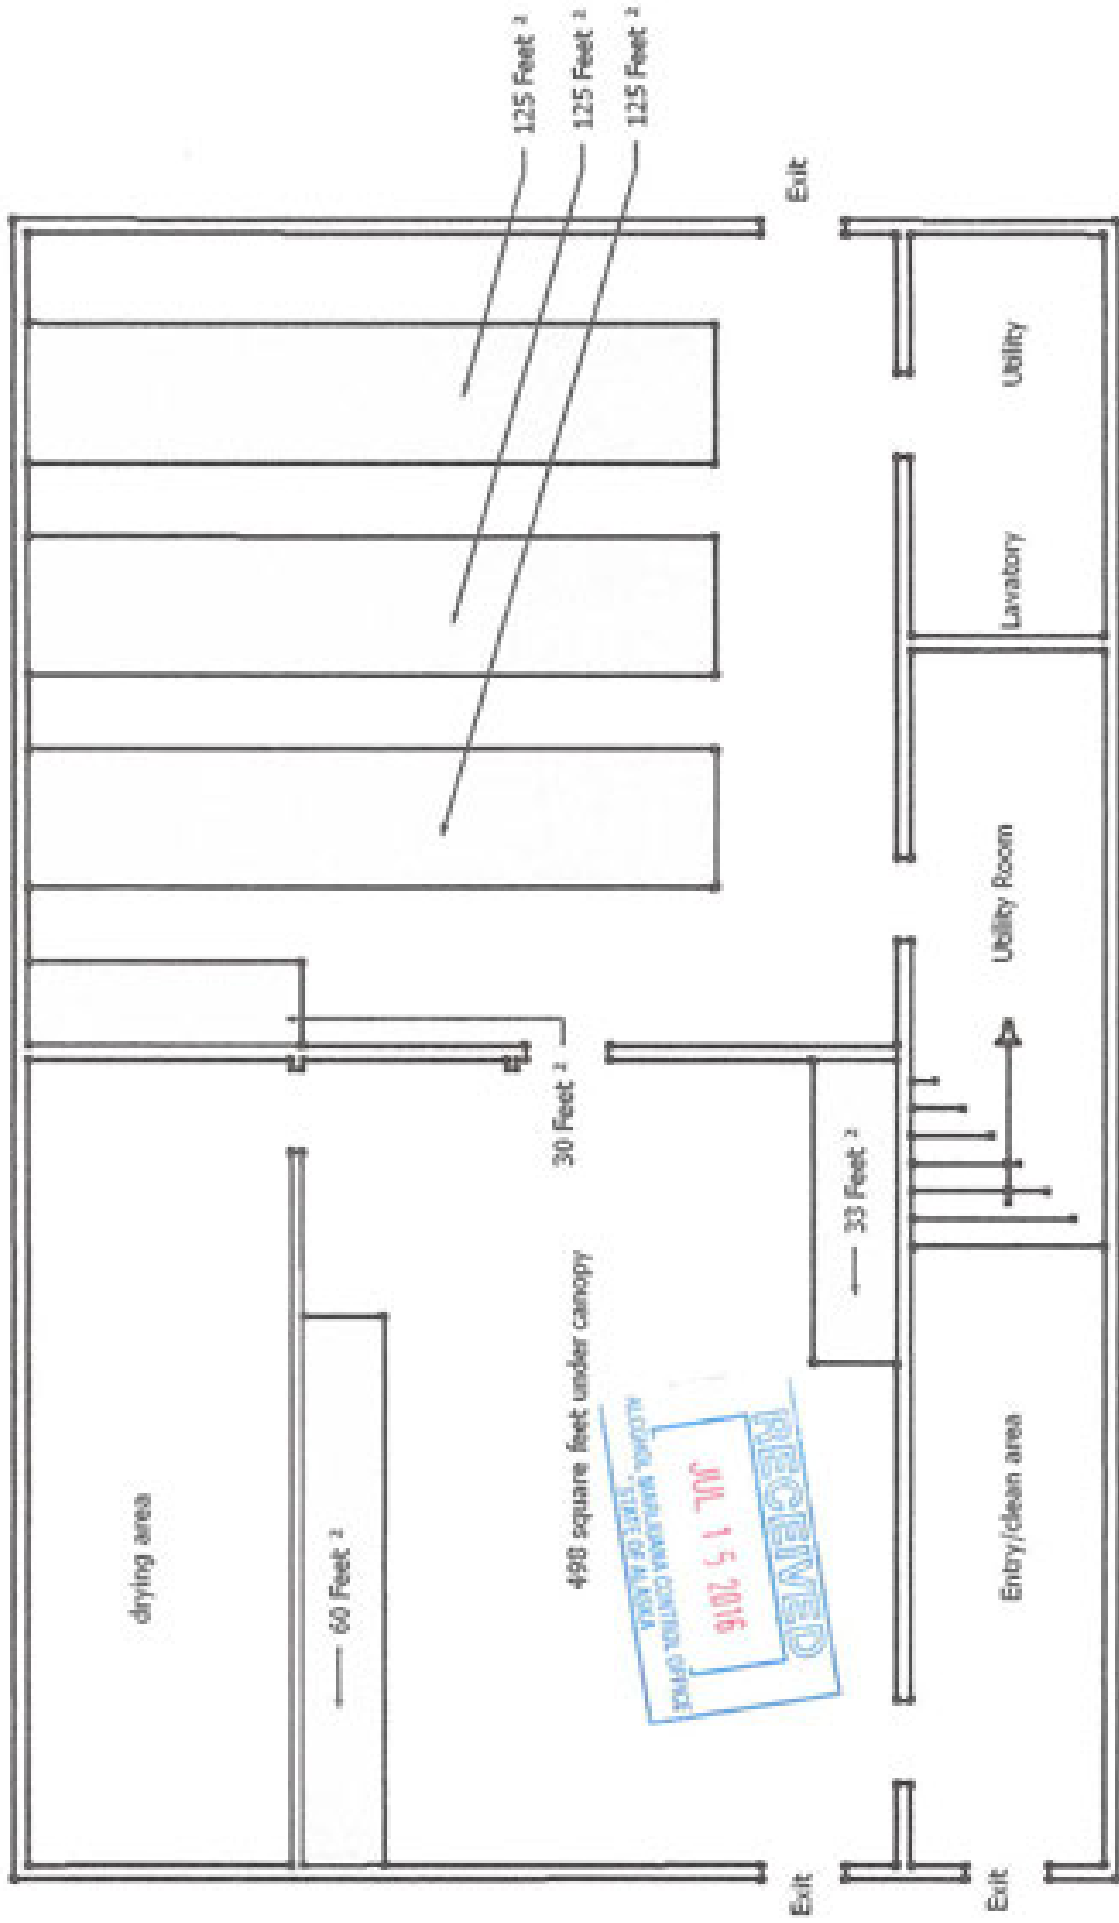 drying area
← 60 Feet ²
498 square feet under canopy
30 Feet ²
← 33 Feet ²
125 Feet ²
125 Feet ²
125 Feet ²
Exit
Exit
Exit
Entry/clean area
Utility Room
Lavatory
Utility
RECEIVED
JUL 15 2016
ALCOHOL MARIJUANA CONTROL OFFICE
STATE OF ALASKA